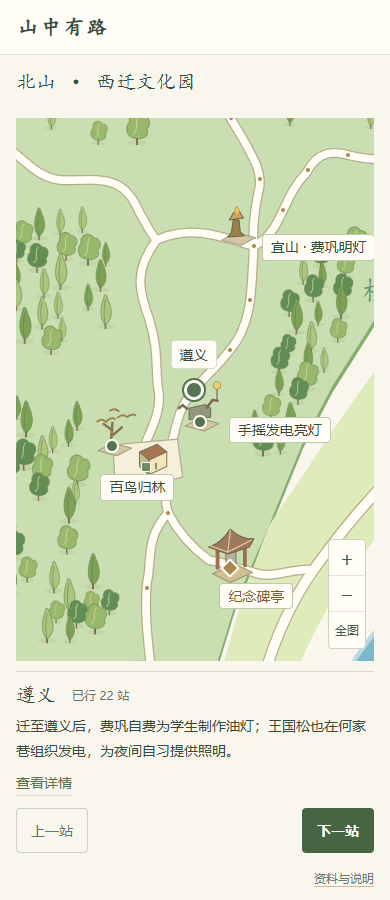 山中有路
北山 • 西迁文化园
宜山 · 费巩明灯
遵义
手摇发电亮灯
百鸟归林
纪念碑亭
+
−
全图
遵义 已行 22 站
迁至遵义后，费巩自费为学生制作油灯；王国松也在何家
巷组织发电，为夜间自习提供照明。
查看详情
上一站
下一站
资料与说明